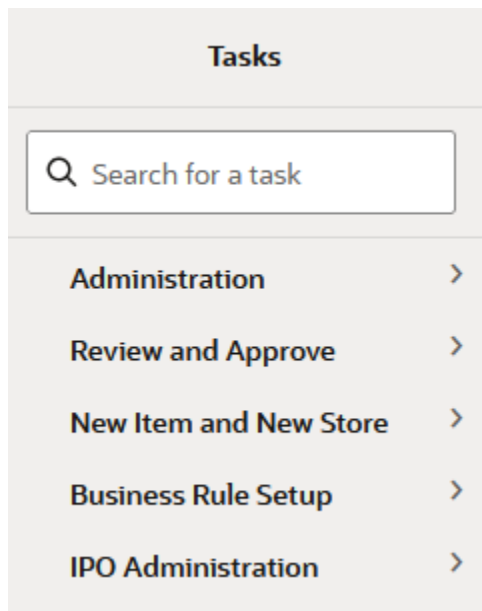 Tasks
Search for a task
Administration
Review and Approve
New Item and New Store
Business Rule Setup
IPO Administration